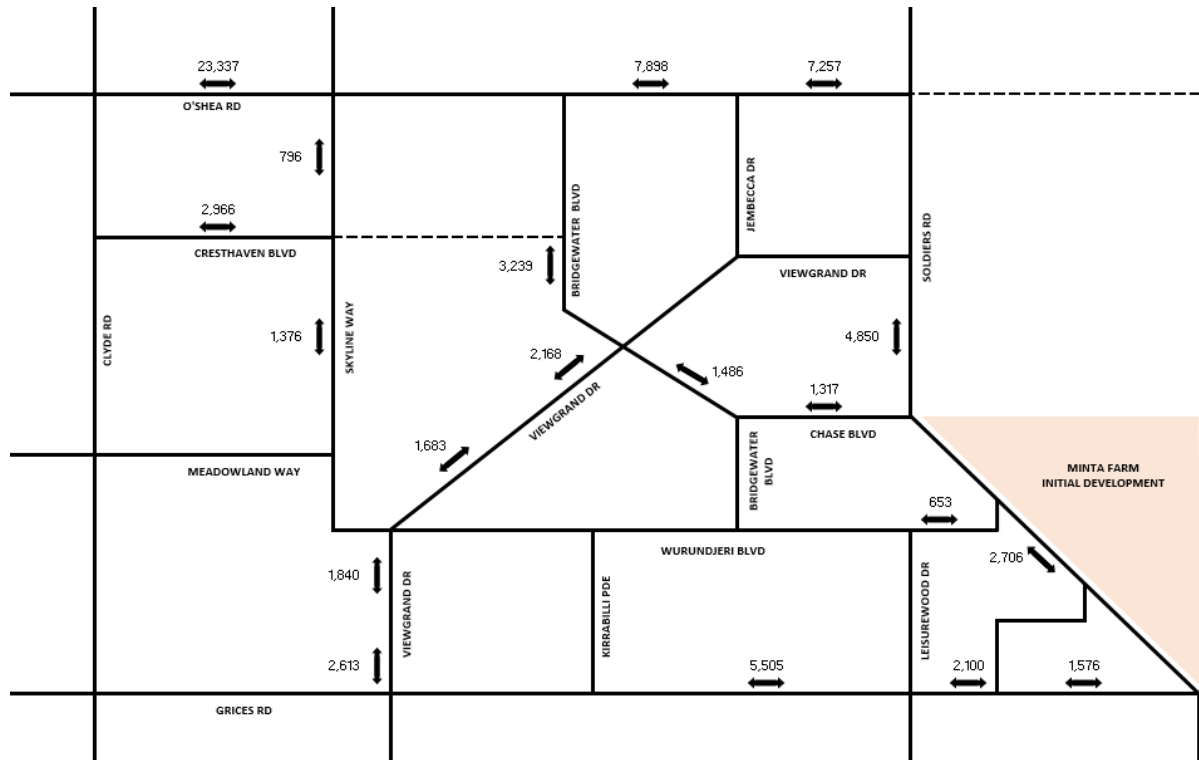 23,337
7,898
7,257
O'SHEA RD
796
JEMBECCA DR
2,966
BRIDGEWATER BLVD
SOLDIERS RD
CRESTHAVEN BLVD
3,239
VIEWGRAND DR
CLYDE RD
1,376
SKYLINE WAY
4,850
2,168
1,486
1,317
VIEWGRAND DR
CHASE BLVD
1,683
MEADOWLAND WAY
BRIDGEWATER
BLVD
MINTA FARM
INITIAL DEVELOPMENT
653
WURUNDJERI BLVD
2,706
1,840
VIEWGRAND DR
KIRRABILLI PDE
LEISUREWOOD DR
2,613
5,505
2,100
1,576
GRICES RD